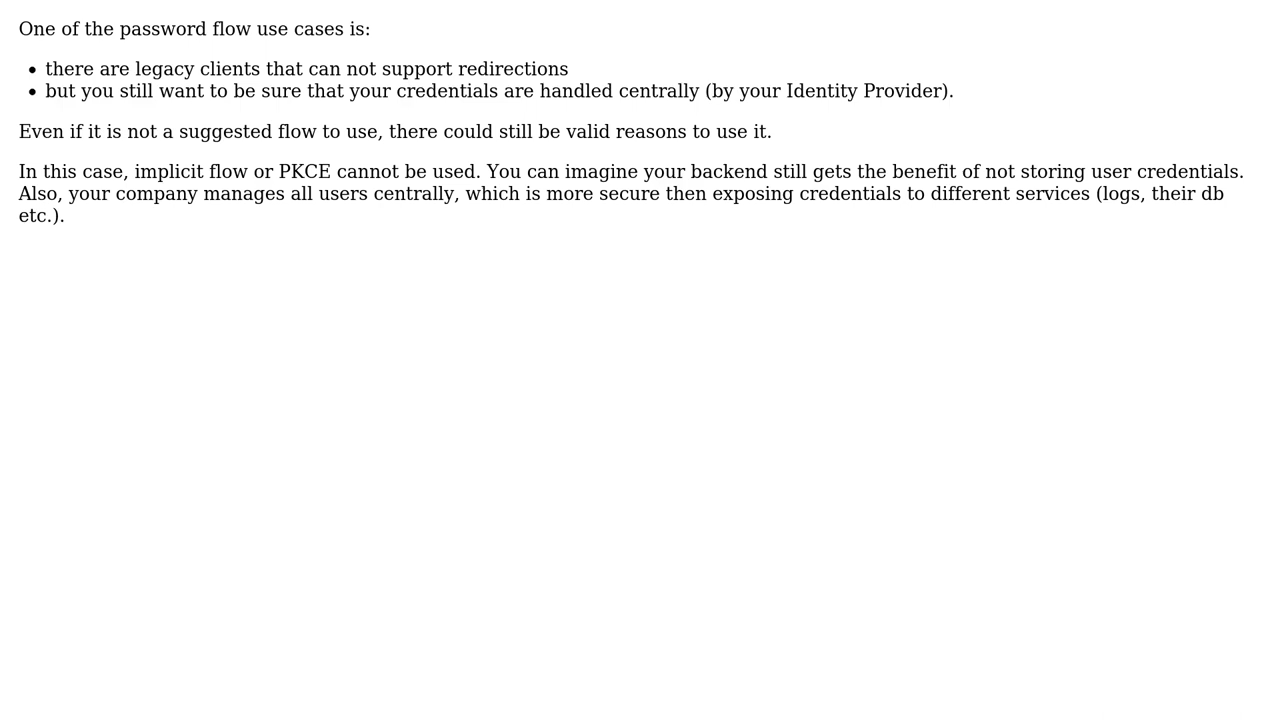 One of the password flow use cases is:
• there are legacy clients that can not support redirections
• but you still want to be sure that your credentials are handled centrally (by your Identity Provider).
Even if it is not a suggested flow to use, there could still be valid reasons to use it.
In this case, implicit flow or PKCE cannot be used. You can imagine your backend still gets the benefit of not storing user credentials.
Also, your company manages all users centrally, which is more secure then exposing credentials to different services (logs, their db
etc.).